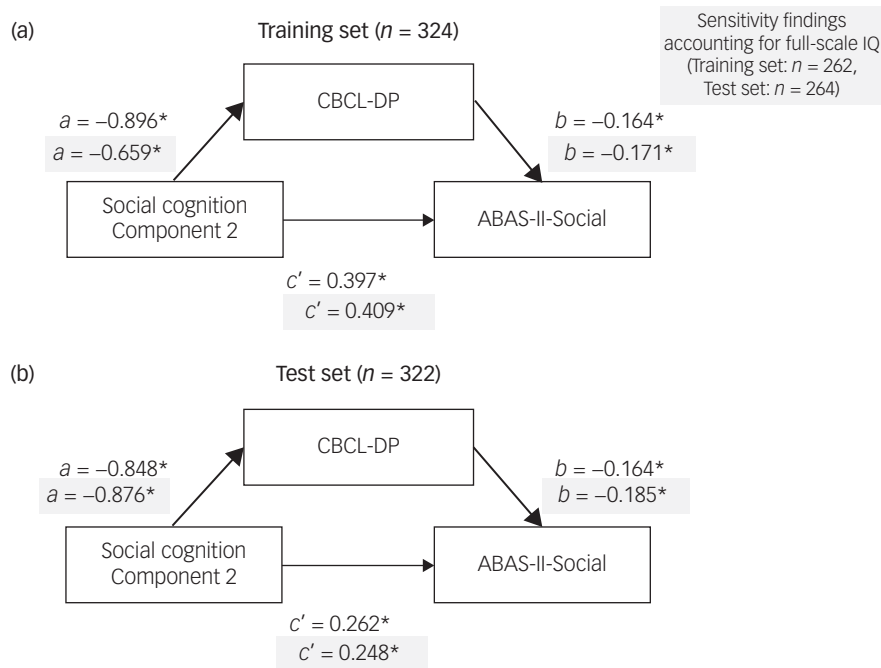 (a)
Training set (n = 324)
Sensitivity findings
accounting for full-scale IQ
(Training set: n = 262,
Test set: n = 264)
CBCL-DP
a = –0.896*
a = –0.659*
b = –0.164*
b = –0.171*
Social cognition
Component 2
ABAS-II-Social
c′ = 0.397*
c′ = 0.409*
(b)
Test set (n = 322)
CBCL-DP
a = –0.848*
a = –0.876*
b = –0.164*
b = –0.185*
Social cognition
Component 2
ABAS-II-Social
c′ = 0.262*
c′ = 0.248*